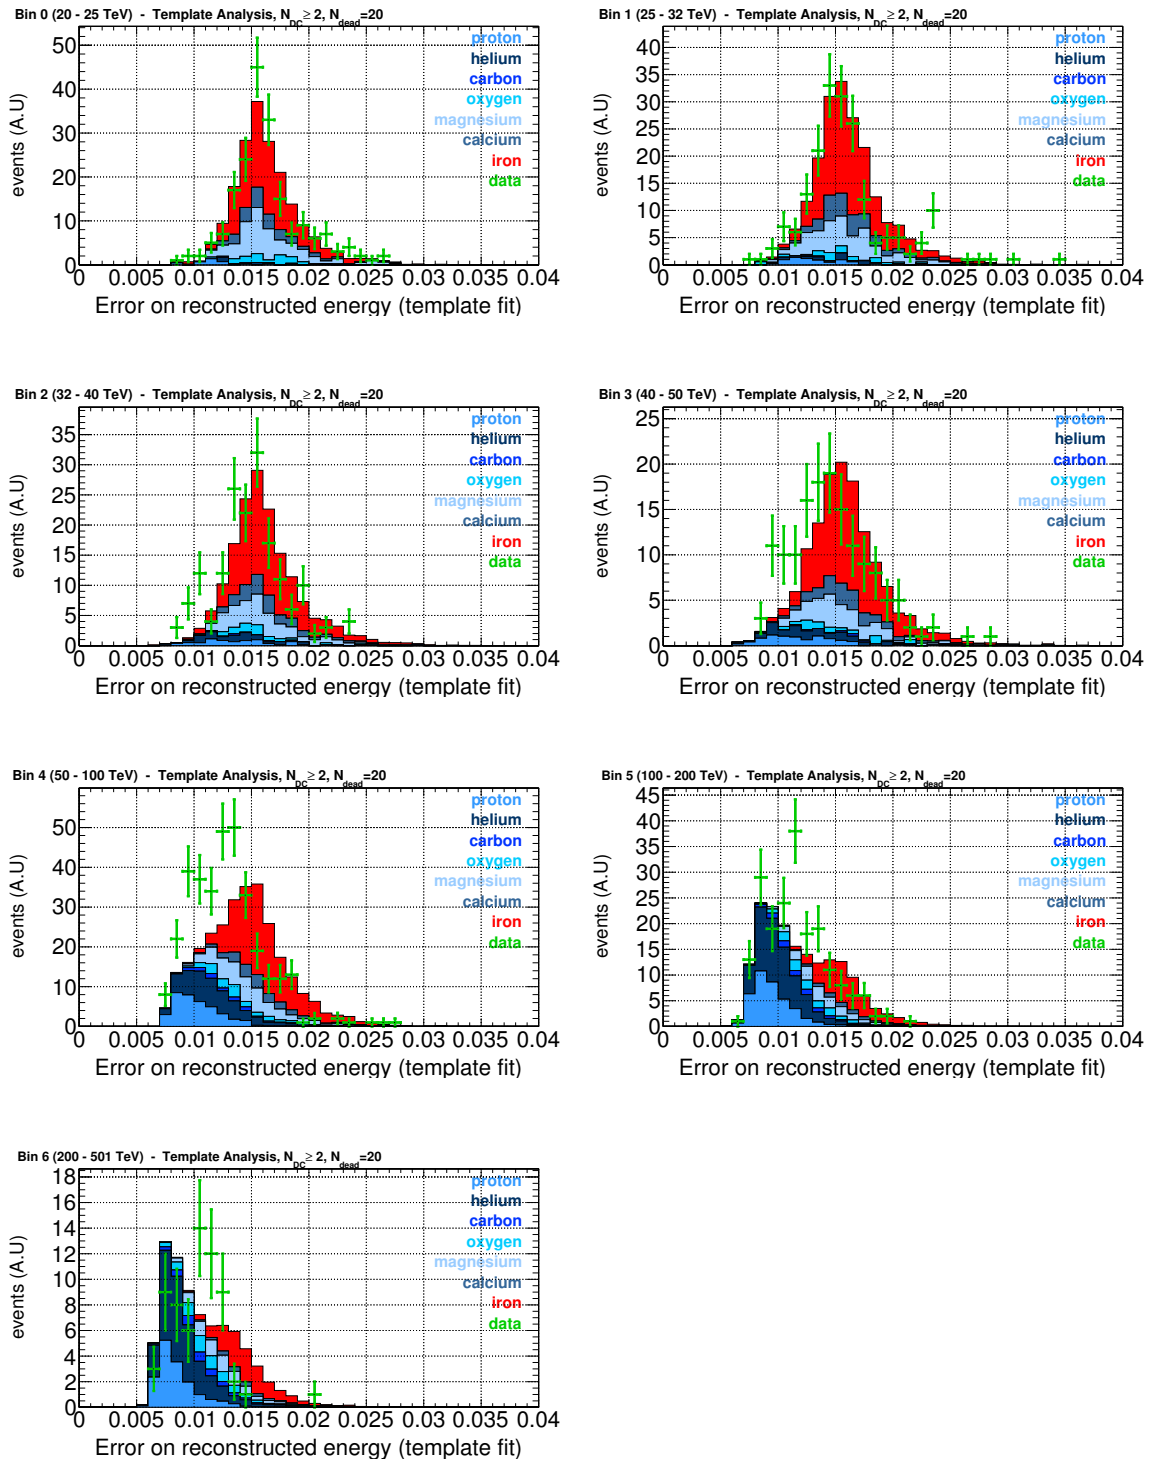 Bin 0 (20 - 25 TeV) - Template Analysis, N_DC ≥ 2, N_dead=20
events (A.U)
50
40
30
20
10
0
proton
helium
carbon
oxygen
magnesium
calcium
iron
data
0 0.005 0.01 0.015 0.02 0.025 0.03 0.035 0.04
Error on reconstructed energy (template fit)
Bin 1 (25 - 32 TeV) - Template Analysis, N_DC ≥ 2, N_dead=20
events (A.U)
40
35
30
25
20
15
10
5
0
proton
helium
carbon
oxygen
magnesium
calcium
iron
data
0 0.005 0.01 0.015 0.02 0.025 0.03 0.035 0.04
Error on reconstructed energy (template fit)
Bin 2 (32 - 40 TeV) - Template Analysis, N_DC ≥ 2, N_dead=20
events (A.U)
35
30
25
20
15
10
5
0
proton
helium
carbon
oxygen
magnesium
calcium
iron
data
0 0.005 0.01 0.015 0.02 0.025 0.03 0.035 0.04
Error on reconstructed energy (template fit)
Bin 3 (40 - 50 TeV) - Template Analysis, N_DC ≥ 2, N_dead=20
events (A.U)
25
20
15
10
5
0
proton
helium
carbon
oxygen
magnesium
calcium
iron
data
0 0.005 0.01 0.015 0.02 0.025 0.03 0.035 0.04
Error on reconstructed energy (template fit)
Bin 4 (50 - 100 TeV) - Template Analysis, N_DC ≥ 2, N_dead=20
events (A.U)
50
40
30
20
10
0
proton
helium
carbon
oxygen
magnesium
calcium
iron
data
0 0.005 0.01 0.015 0.02 0.025 0.03 0.035 0.04
Error on reconstructed energy (template fit)
Bin 5 (100 - 200 TeV) - Template Analysis, N_DC ≥ 2, N_dead=20
events (A.U)
45
40
35
30
25
20
15
10
5
0
proton
helium
carbon
oxygen
magnesium
calcium
iron
data
0 0.005 0.01 0.015 0.02 0.025 0.03 0.035 0.04
Error on reconstructed energy (template fit)
Bin 6 (200 - 501 TeV) - Template Analysis, N_DC ≥ 2, N_dead=20
events (A.U)
18
16
14
12
10
8
6
4
2
0
proton
helium
carbon
oxygen
magnesium
calcium
iron
data
0 0.005 0.01 0.015 0.02 0.025 0.03 0.035 0.04
Error on reconstructed energy (template fit)